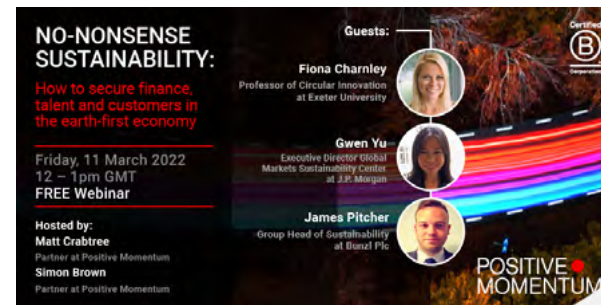 NO-NONSENSE
SUSTAINABILITY:
How to secure finance,
talent and customers in
the earth-first economy
Friday, 11 March 2022
12 – 1pm GMT
FREE Webinar
Hosted by:
Matt Crabtree
Partner at Positive Momentum
Simon Brown
Partner at Positive Momentum
Guests:
Fiona Charnley
Professor of Circular Innovation
at Exeter University
Gwen Yu
Executive Director Global
Markets Sustainability Center
at J.P. Morgan
James Pitcher
Group Head of Sustainability
at Bunzl Plc
Certified
B
Corporation
POSITIVE
MOMENTUM